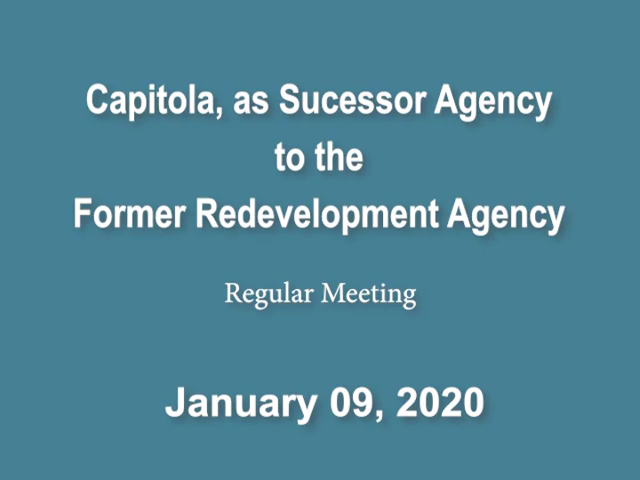 Capitola, as Sucessor Agency
to the
Former Redevelopment Agency
Regular Meeting
January 09, 2020